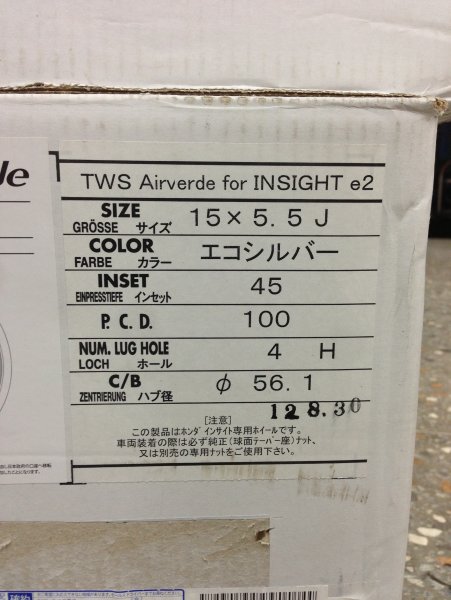 TWS Airverde for INSIGHT e2
SIZE
GRÖSSE サイズ 15×5.5J
COLOR
FARBE カラー エコシルバー
INSET
EINPRESSTIEFE インセット 45
P.C.D. 100
NUM. LUG HOLE
LOCH ホール 4 H
C/B
ZENTRIERUNG ハブ径 φ56.1
12 8.30
[注意]
この製品はホンダインサイト専用ホイールです。
車両装着の際は必ず純正(球面テーパー座)ナット、
又は別売の専用ナットをご使用下さい。